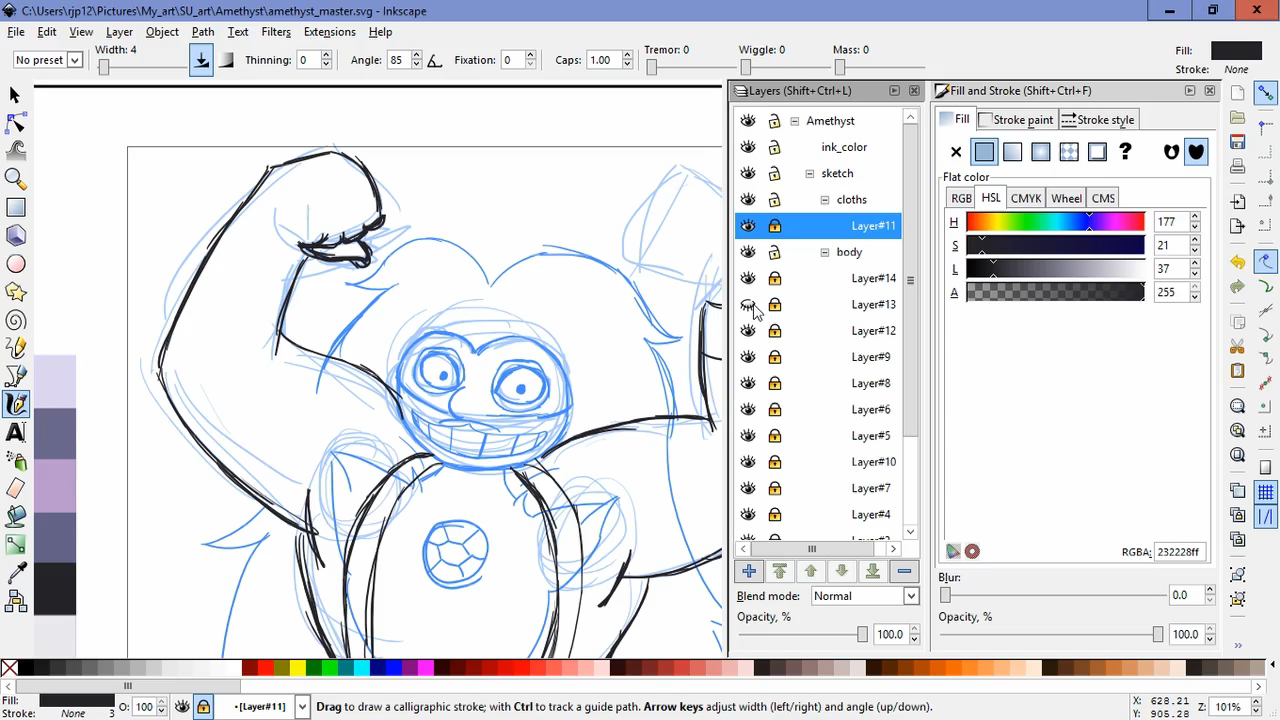 C:\Users\rjp12\Pictures\My_art\SU_art\Amethyst\amethyst_master.svg - Inkscape
File Edit View Layer Object Path Text Filters Extensions Help
No preset Width: 4 Thinning: 0 Angle: 85 Fixation: 0 Caps: 1.00 Tremor: 0 Wiggle: 0 Mass: 0 Fill: Stroke: None
Layers (Shift+Ctrl+L)
Amethyst
ink_color
sketch
cloths
Layer#11
body
Layer#14
Layer#13
Layer#12
Layer#9
Layer#8
Layer#6
Layer#5
Layer#10
Layer#7
Layer#4
Blend mode: Normal
Opacity, %
100.0
Fill and Stroke (Shift+Ctrl+F)
Fill Stroke paint Stroke style
Flat color
RGB HSL CMYK Wheel CMS
H 177
S 21
L 37
A 255
RGBA: 232228ff
Blur:
0.0
Opacity, %
100.0
Fill:
Stroke: None 3 O: 100 •[Layer#11] Drag to draw a calligraphic stroke; with Ctrl to track a guide path. Arrow keys adjust width (left/right) and angle (up/down). X: 628.21 Y: 905.28 Z: 101%